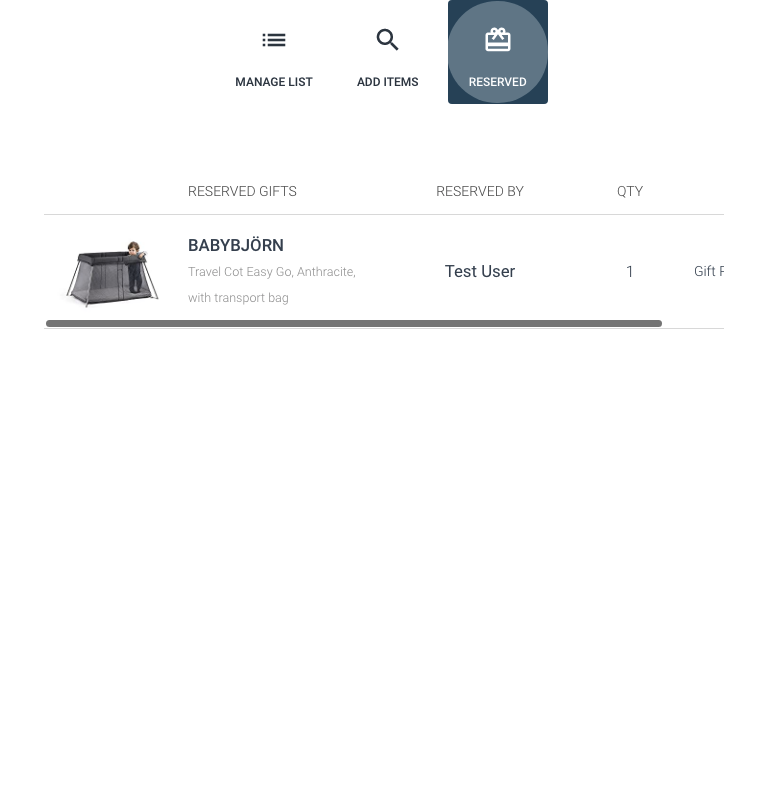 MANAGE LIST
ADD ITEMS
RESERVED
RESERVED GIFTS
RESERVED BY
QTY
BABYBJÖRN
Travel Cot Easy Go, Anthracite,
with transport bag
Test User
1
Gift